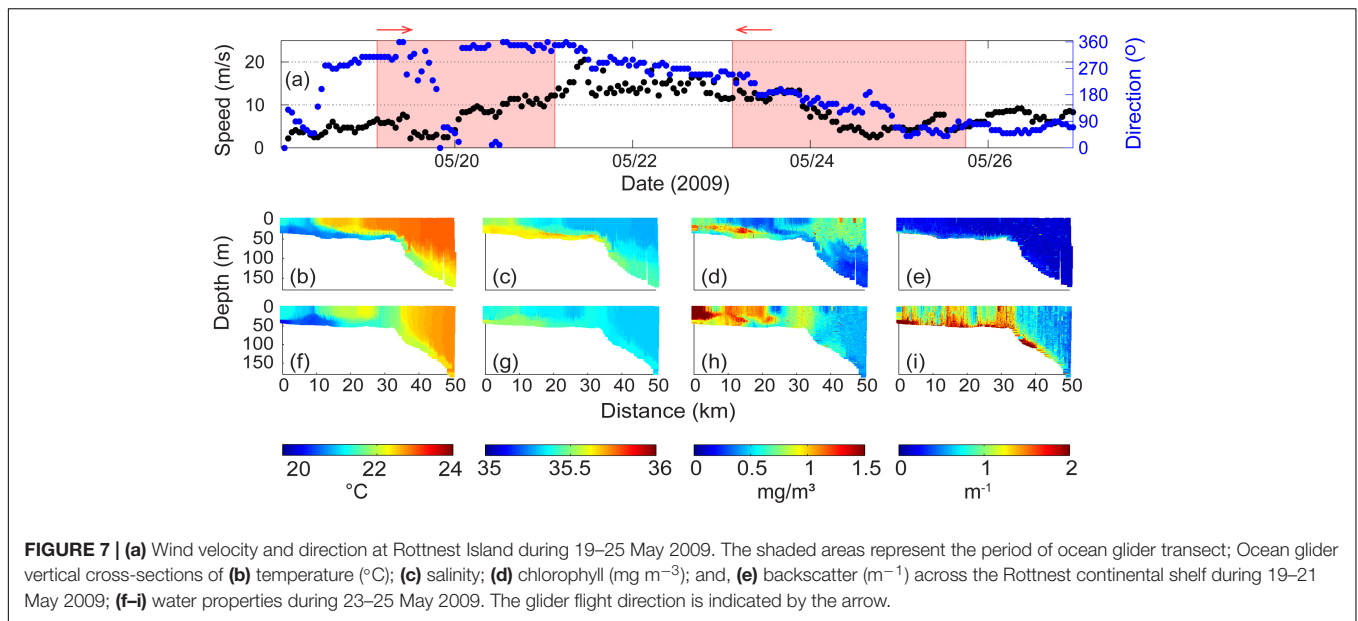 20
10
0
Speed (m/s)
(a)
360
270
180
90
0
Direction (°)
05/20 05/22 05/24 05/26
Date (2009)
0
50
100
150
(b) (c) (d) (e)
Depth (m)
0
50
100
150
(f) (g) (h) (i)
0 10 20 30 40 50 0 10 20 30 40 50 0 10 20 30 40 50 0 10 20 30 40 50
Distance (km)
20 22 24 35 35.5 36 0 0.5 1 1.5 0 1 2
°C mg/m³ m⁻¹
FIGURE 7 | (a) Wind velocity and direction at Rottnest Island during 19–25 May 2009. The shaded areas represent the period of ocean glider transect; Ocean glider
vertical cross-sections of (b) temperature (°C); (c) salinity; (d) chlorophyll (mg m⁻³); and, (e) backscatter (m⁻¹) across the Rottnest continental shelf during 19–21
May 2009; (f–i) water properties during 23–25 May 2009. The glider flight direction is indicated by the arrow.